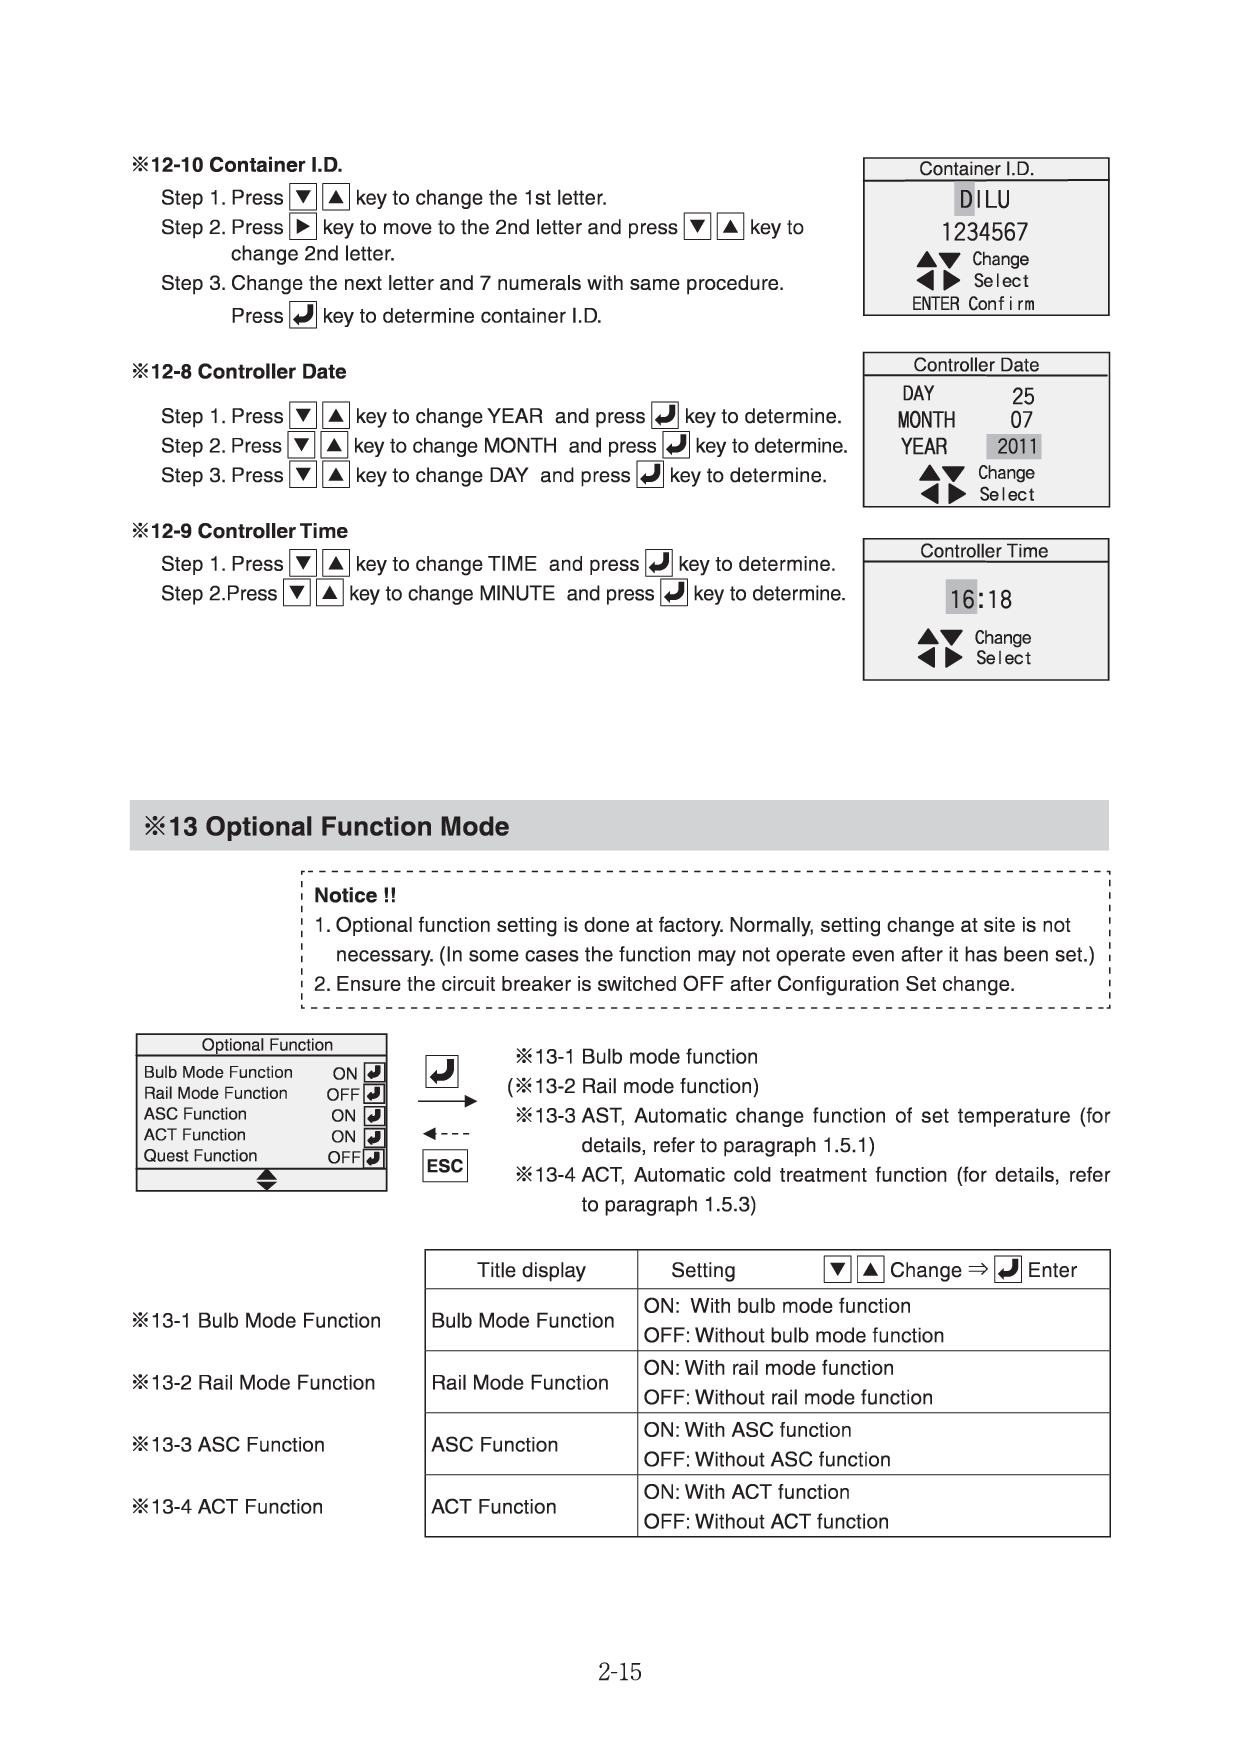 ※12-10 Container I.D.
Step 1. Press ▼ ▲ key to change the 1st letter.
Step 2. Press ▶ key to move to the 2nd letter and press ▼ ▲ key to
change 2nd letter.
Step 3. Change the next letter and 7 numerals with same procedure.
Press ↵ key to determine container I.D.
Container I.D.
DILU
1234567
▲▼ Change
◀ ▶ Select
ENTER Confirm
※12-8 Controller Date
Step 1. Press ▼ ▲ key to change YEAR and press ↵ key to determine.
Step 2. Press ▼ ▲ key to change MONTH and press ↵ key to determine.
Step 3. Press ▼ ▲ key to change DAY and press ↵ key to determine.
Controller Date
DAY 25
MONTH 07
YEAR 2011
▲▼ Change
◀ ▶ Select
※12-9 Controller Time
Step 1. Press ▼ ▲ key to change TIME and press ↵ key to determine.
Step 2.Press ▼ ▲ key to change MINUTE and press ↵ key to determine.
Controller Time
16:18
▲▼ Change
◀ ▶ Select
※13 Optional Function Mode
Notice !!
1. Optional function setting is done at factory. Normally, setting change at site is not
necessary. (In some cases the function may not operate even after it has been set.)
2. Ensure the circuit breaker is switched OFF after Configuration Set change.
Optional Function
Bulb Mode Function ON ↵
Rail Mode Function OFF ↵
ASC Function ON ↵
ACT Function ON ↵
Quest Function OFF ↵
↵
ESC
※13-1 Bulb mode function
(※13-2 Rail mode function)
※13-3 AST, Automatic change function of set temperature (for
details, refer to paragraph 1.5.1)
※13-4 ACT, Automatic cold treatment function (for details, refer
to paragraph 1.5.3)
Title display Setting ▼ ▲ Change ⇒ ↵ Enter
※13-1 Bulb Mode Function Bulb Mode Function
ON: With bulb mode function
OFF: Without bulb mode function
※13-2 Rail Mode Function Rail Mode Function
ON: With rail mode function
OFF: Without rail mode function
※13-3 ASC Function ASC Function
ON: With ASC function
OFF: Without ASC function
※13-4 ACT Function ACT Function
ON: With ACT function
OFF: Without ACT function
2-15